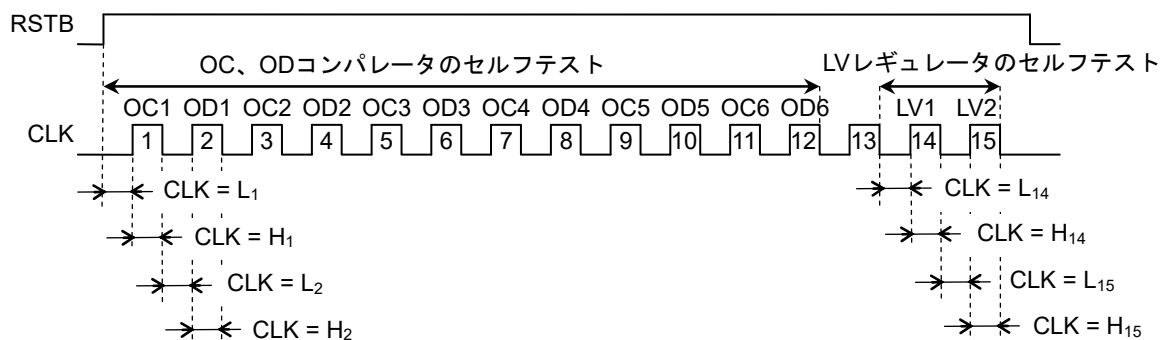 RSTB
OC、ODコンパレータのセルフテスト LVレギュレータのセルフテスト
OC1 OD1 OC2 OD2 OC3 OD3 OC4 OD4 OC5 OD5 OC6 OD6 LV1 LV2
CLK 1 2 3 4 5 6 7 8 9 10 11 12 13 14 15
CLK = L₁ CLK = L₁₄
CLK = H₁ CLK = H₁₄
CLK = L₂ CLK = L₁₅
CLK = H₂ CLK = H₁₅